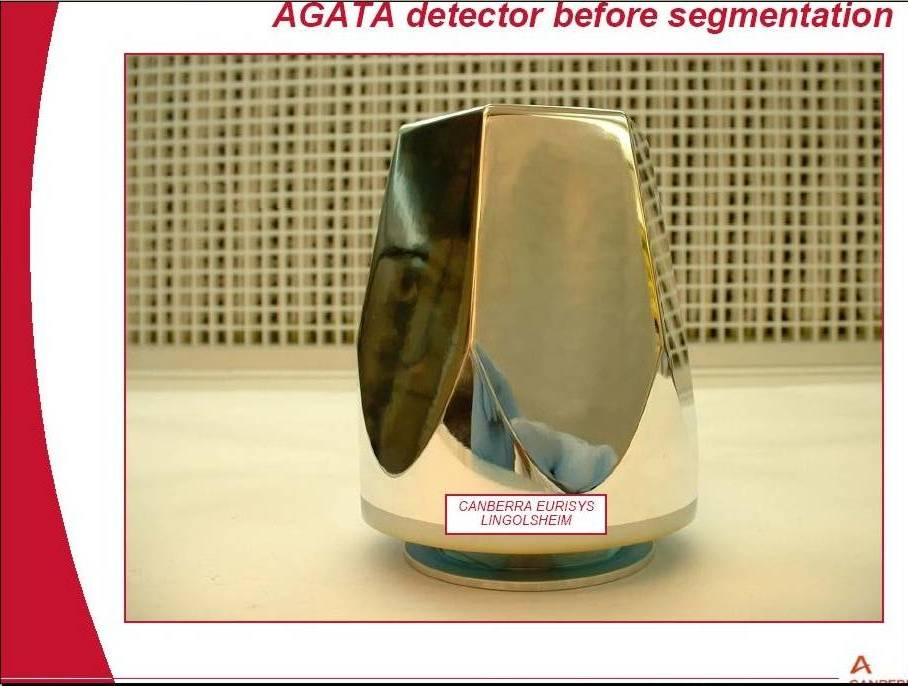 AGATA detector before segmentation
CANBERRA EURISYS
LINGOLSHEIM